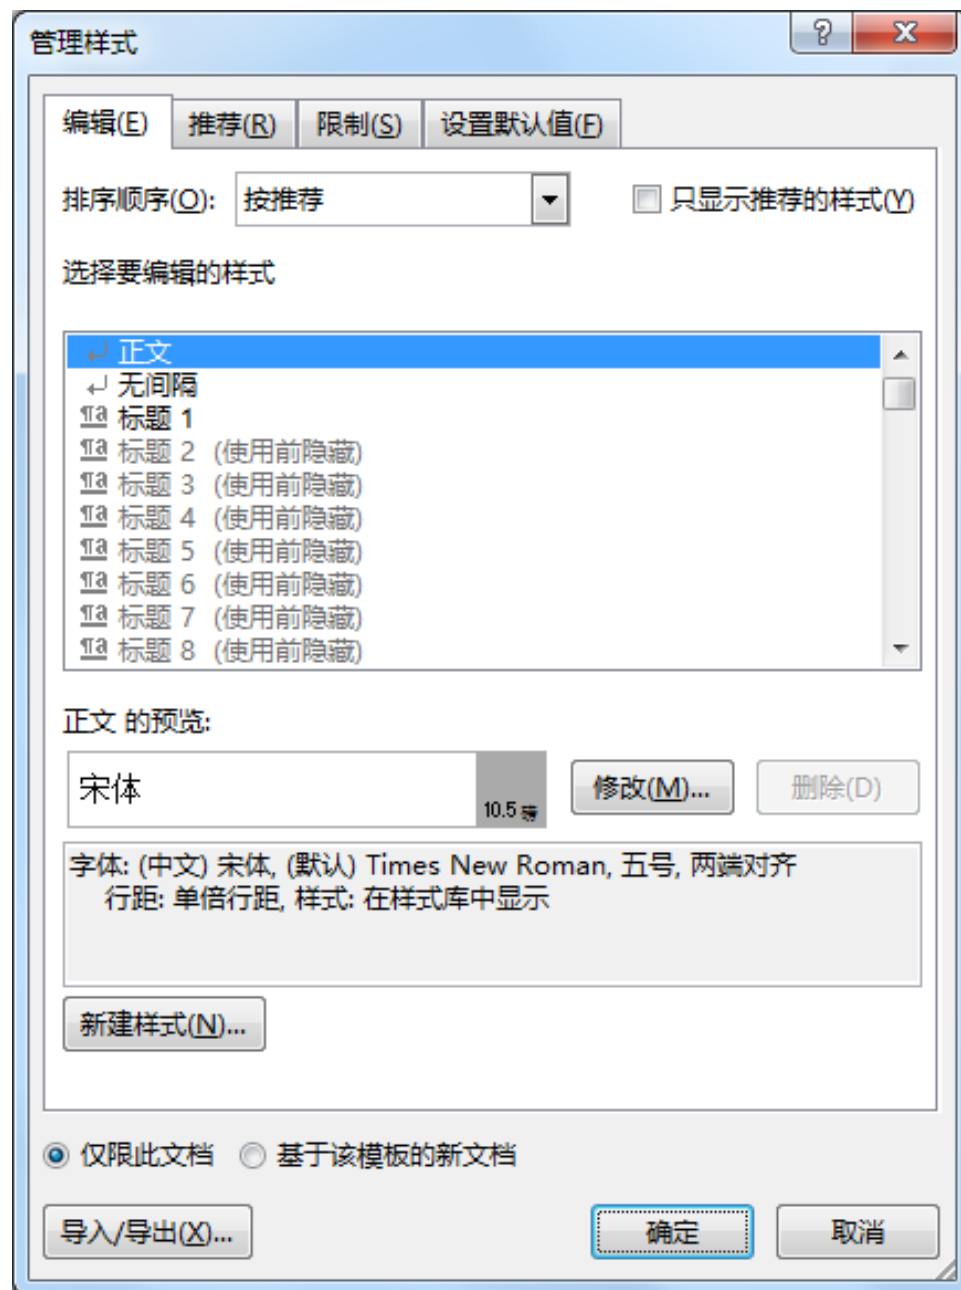 管理样式
编辑(E) 推荐(R) 限制(S) 设置默认值(F)
排序顺序(O): 按推荐 只显示推荐的样式(Y)
选择要编辑的样式
正文
无间隔
¶a 标题 1
¶a 标题 2 (使用前隐藏)
¶a 标题 3 (使用前隐藏)
¶a 标题 4 (使用前隐藏)
¶a 标题 5 (使用前隐藏)
¶a 标题 6 (使用前隐藏)
¶a 标题 7 (使用前隐藏)
¶a 标题 8 (使用前隐藏)
正文 的预览:
宋体 10.5 磅 修改(M)... 删除(D)
字体: (中文) 宋体, (默认) Times New Roman, 五号, 两端对齐
行距: 单倍行距, 样式: 在样式库中显示
新建样式(N)...
仅限此文档 基于该模板的新文档
导入/导出(X)... 确定 取消